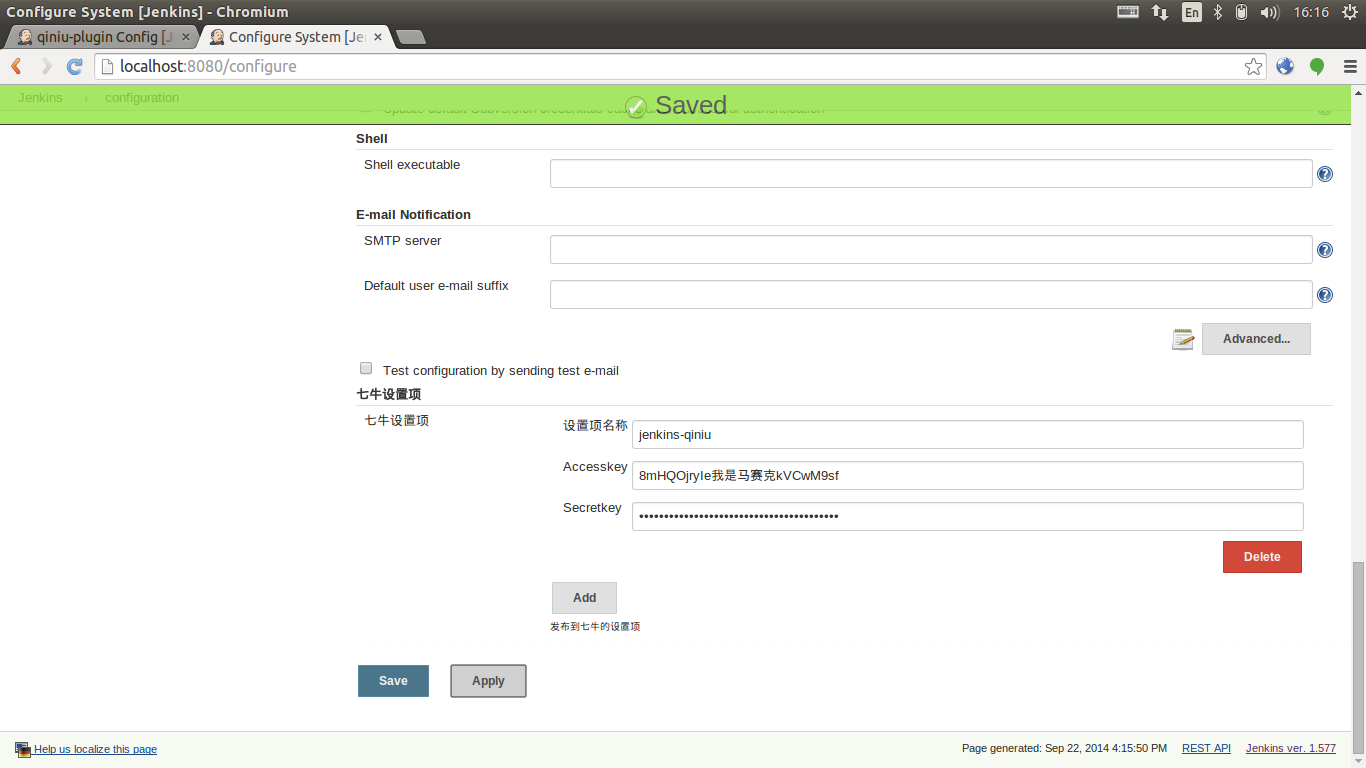 Configure System [Jenkins] - Chromium
En
16:16
qiniu-plugin Config [J
Configure System [Je
localhost:8080/configure
Jenkins
configuration
Saved
Shell
Shell executable
E-mail Notification
SMTP server
Default user e-mail suffix
Advanced...
Test configuration by sending test e-mail
七牛设置项
七牛设置项
设置项名称
jenkins-qiniu
Accesskey
8mHQOjryIe我是马赛克kVCwM9sf
Secretkey
••••••••••••••••••••••••••••••••••••••••
Delete
Add
发布到七牛的设置项
Save
Apply
Help us localize this page
Page generated: Sep 22, 2014 4:15:50 PM
REST API
Jenkins ver. 1.577